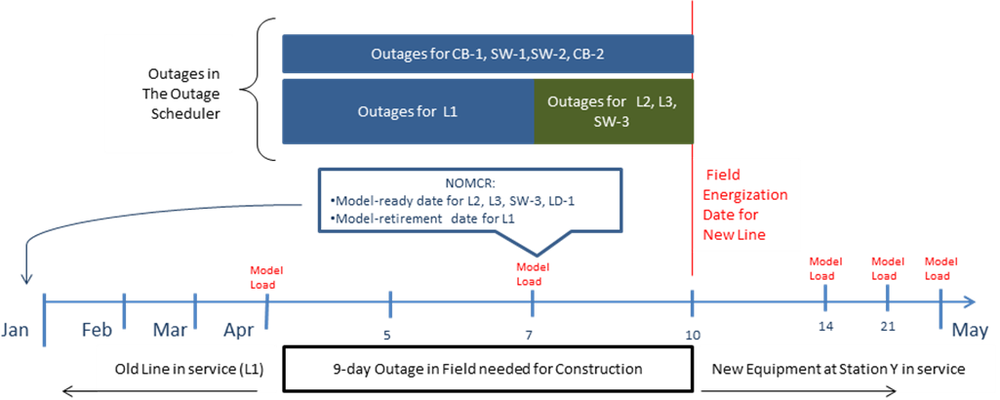 Outages for CB-1, SW-1,SW-2, CB-2
Outages in
The Outage
Scheduler
Outages for L1
Outages for L2, L3,
SW-3
NOMCR:
•Model-ready date for L2, L3, SW-3, LD-1
•Model-retirement date for L1
Field
Energization
Date for
New Line
Model
Load
Model
Load
Model
Load
Model
Load
Model
Load
Jan
Feb
Mar
Apr
5
7
10
14
21
May
Old Line in service (L1)
9-day Outage in Field needed for Construction
New Equipment at Station Y in service